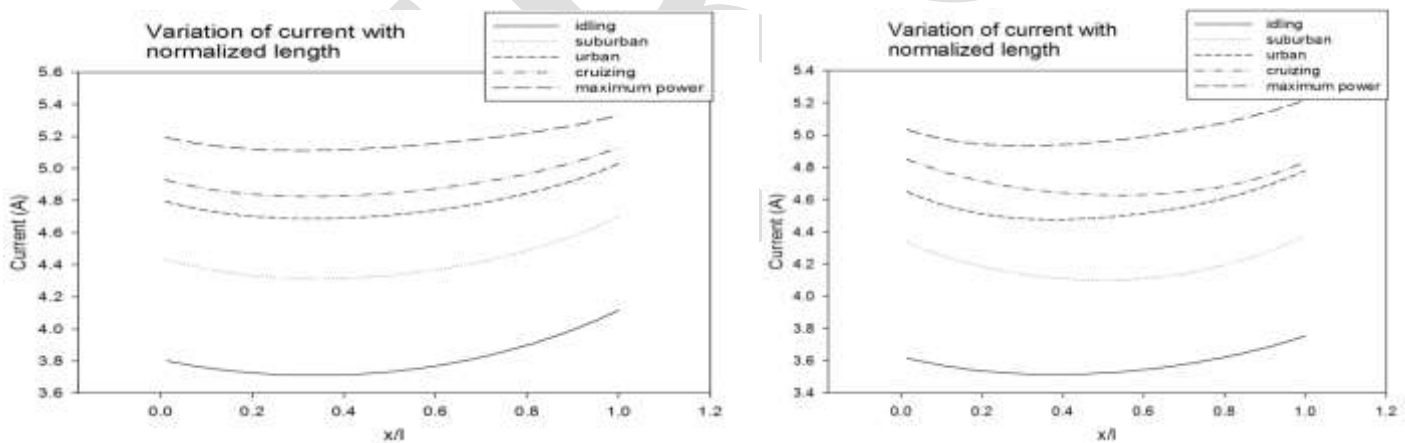 Variation of current with
normalized length
idling
suburban
urban
cruizing
maximum power
5.6
5.4
5.2
5.0
4.8
4.6
4.4
4.2
4.0
3.8
3.6
Current (A)
0.0 0.2 0.4 0.6 0.8 1.0 1.2
x/l
Variation of current with
normalized length
idling
suburban
urban
cruizing
maximum power
5.4
5.2
5.0
4.8
4.6
4.4
4.2
4.0
3.8
3.6
3.4
Current (A)
0.0 0.2 0.4 0.6 0.8 1.0 1.2
x/l